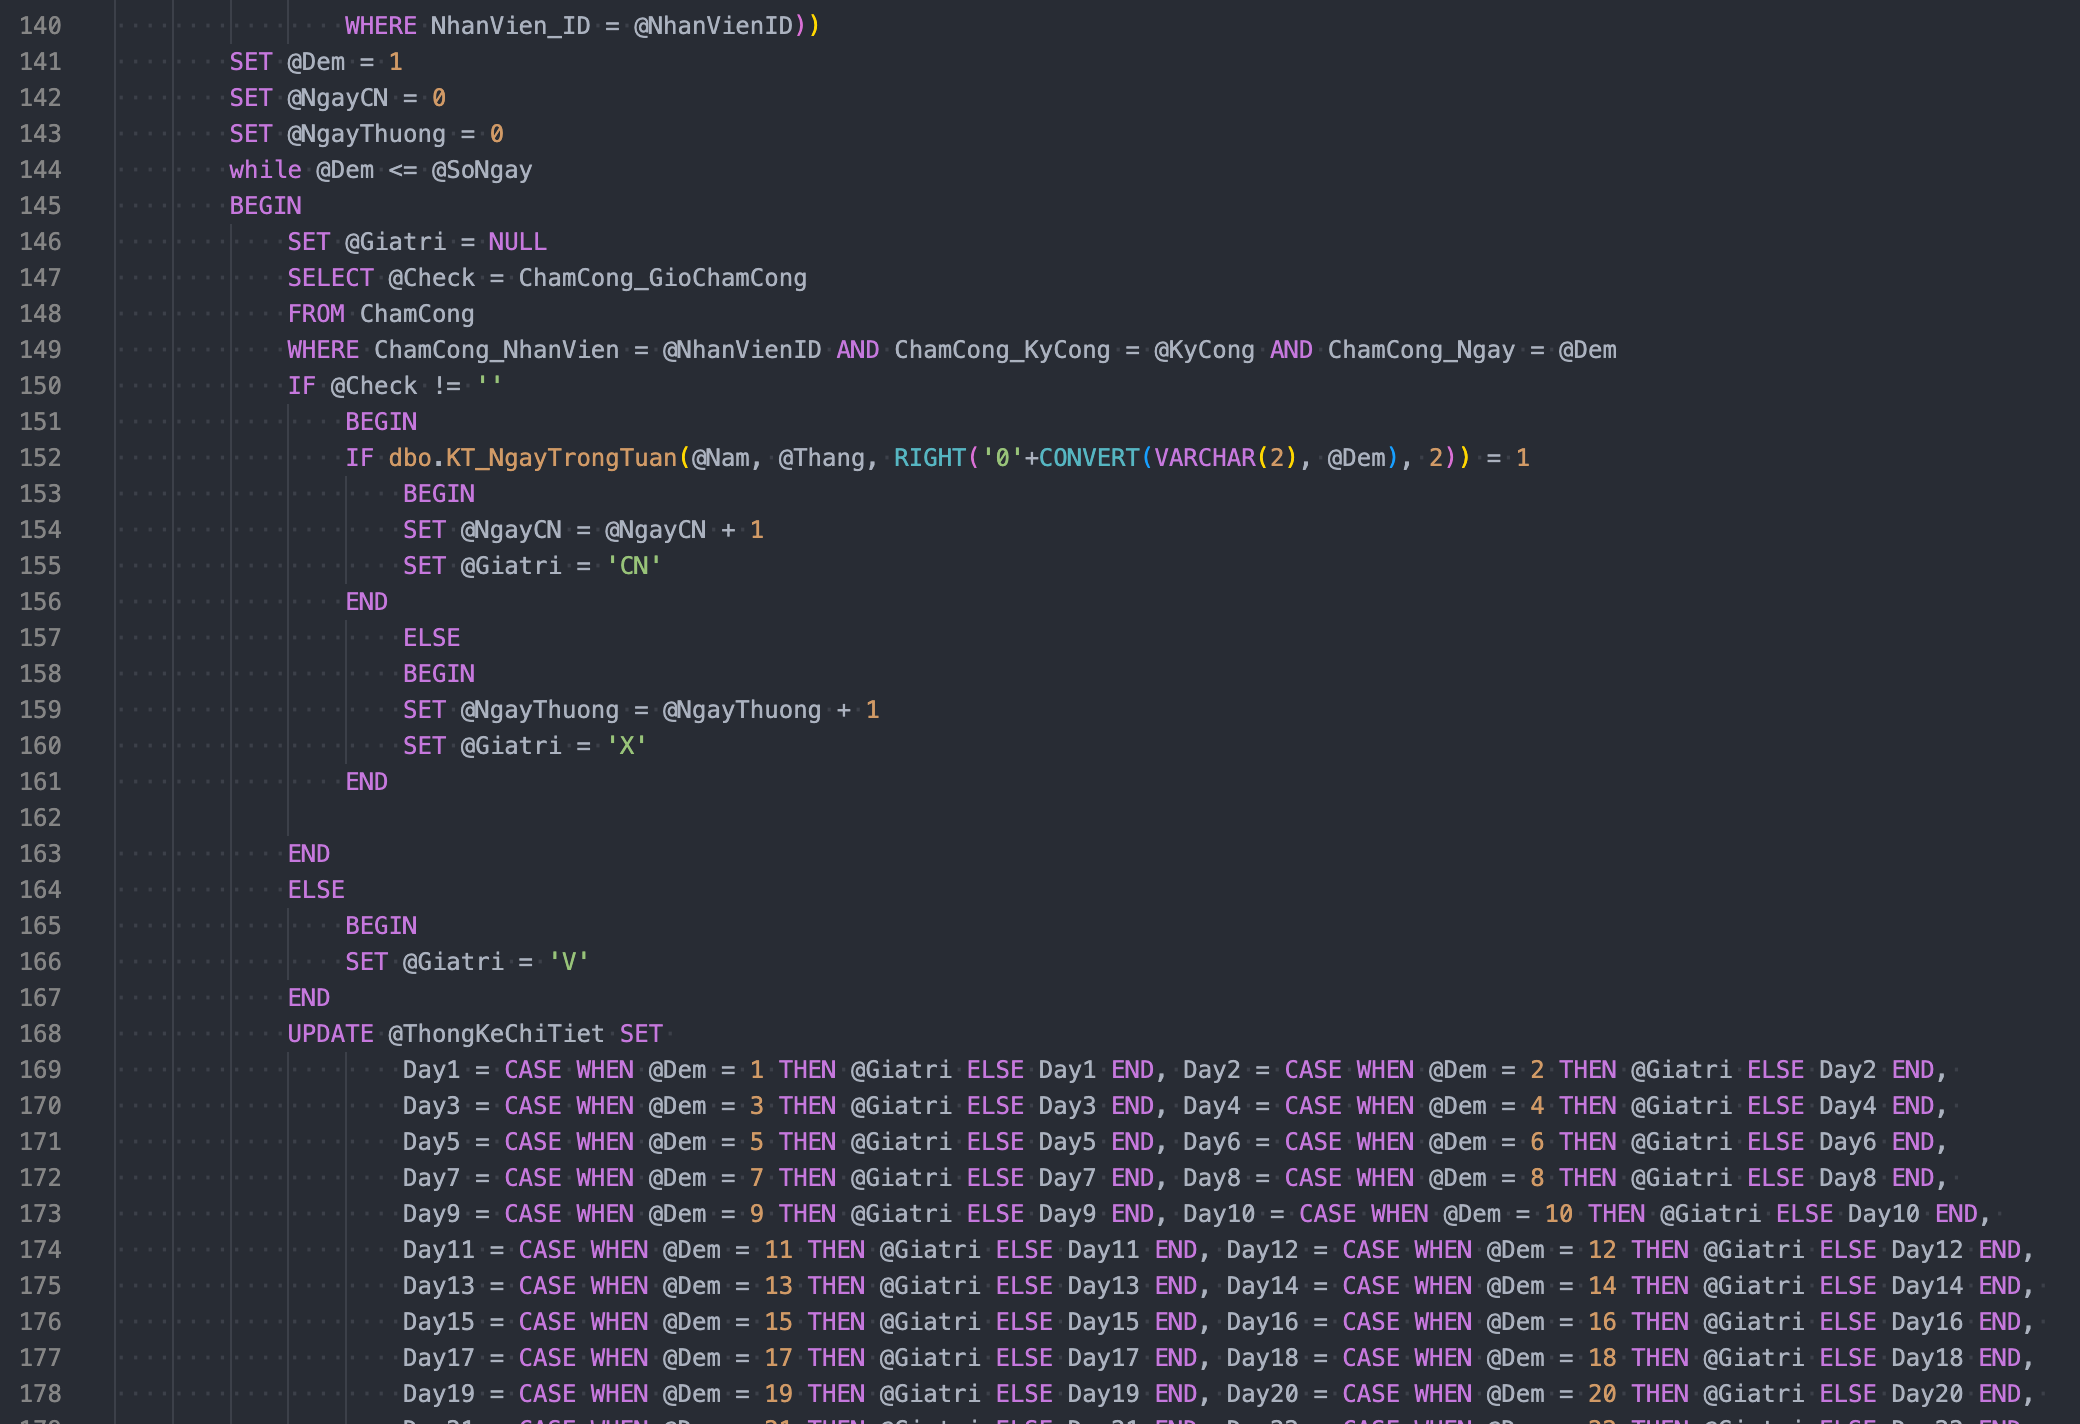 140 WHERE NhanVien_ID = @NhanVienID))
141 SET @Dem = 1
142 SET @NgayCN = 0
143 SET @NgayThuong = 0
144 while @Dem <= @SoNgay
145 BEGIN
146 SET @Giatri = NULL
147 SELECT @Check = ChamCong_GioChamCong
148 FROM ChamCong
149 WHERE ChamCong_NhanVien = @NhanVienID AND ChamCong_KyCong = @KyCong AND ChamCong_Ngay = @Dem
150 IF @Check != ''
151 BEGIN
152 IF dbo.KT_NgayTrongTuan(@Nam, @Thang, RIGHT('0'+CONVERT(VARCHAR(2), @Dem), 2)) = 1
153 BEGIN
154 SET @NgayCN = @NgayCN + 1
155 SET @Giatri = 'CN'
156 END
157 ELSE
158 BEGIN
159 SET @NgayThuong = @NgayThuong + 1
160 SET @Giatri = 'X'
161 END
162
163 END
164 ELSE
165 BEGIN
166 SET @Giatri = 'V'
167 END
168 UPDATE @ThongKeChiTiet SET
169 Day1 = CASE WHEN @Dem = 1 THEN @Giatri ELSE Day1 END, Day2 = CASE WHEN @Dem = 2 THEN @Giatri ELSE Day2 END,
170 Day3 = CASE WHEN @Dem = 3 THEN @Giatri ELSE Day3 END, Day4 = CASE WHEN @Dem = 4 THEN @Giatri ELSE Day4 END,
171 Day5 = CASE WHEN @Dem = 5 THEN @Giatri ELSE Day5 END, Day6 = CASE WHEN @Dem = 6 THEN @Giatri ELSE Day6 END,
172 Day7 = CASE WHEN @Dem = 7 THEN @Giatri ELSE Day7 END, Day8 = CASE WHEN @Dem = 8 THEN @Giatri ELSE Day8 END,
173 Day9 = CASE WHEN @Dem = 9 THEN @Giatri ELSE Day9 END, Day10 = CASE WHEN @Dem = 10 THEN @Giatri ELSE Day10 END,
174 Day11 = CASE WHEN @Dem = 11 THEN @Giatri ELSE Day11 END, Day12 = CASE WHEN @Dem = 12 THEN @Giatri ELSE Day12 END,
175 Day13 = CASE WHEN @Dem = 13 THEN @Giatri ELSE Day13 END, Day14 = CASE WHEN @Dem = 14 THEN @Giatri ELSE Day14 END,
176 Day15 = CASE WHEN @Dem = 15 THEN @Giatri ELSE Day15 END, Day16 = CASE WHEN @Dem = 16 THEN @Giatri ELSE Day16 END,
177 Day17 = CASE WHEN @Dem = 17 THEN @Giatri ELSE Day17 END, Day18 = CASE WHEN @Dem = 18 THEN @Giatri ELSE Day18 END,
178 Day19 = CASE WHEN @Dem = 19 THEN @Giatri ELSE Day19 END, Day20 = CASE WHEN @Dem = 20 THEN @Giatri ELSE Day20 END,